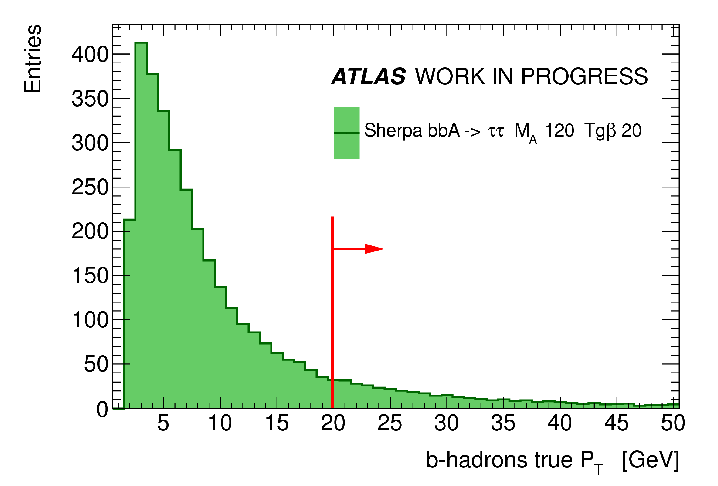 Entries
400
350
300
250
200
150
100
50
0
ATLAS WORK IN PROGRESS
Sherpa bbA -> ττ M_A 120 Tgβ 20
5 10 15 20 25 30 35 40 45 50
b-hadrons true P_T [GeV]